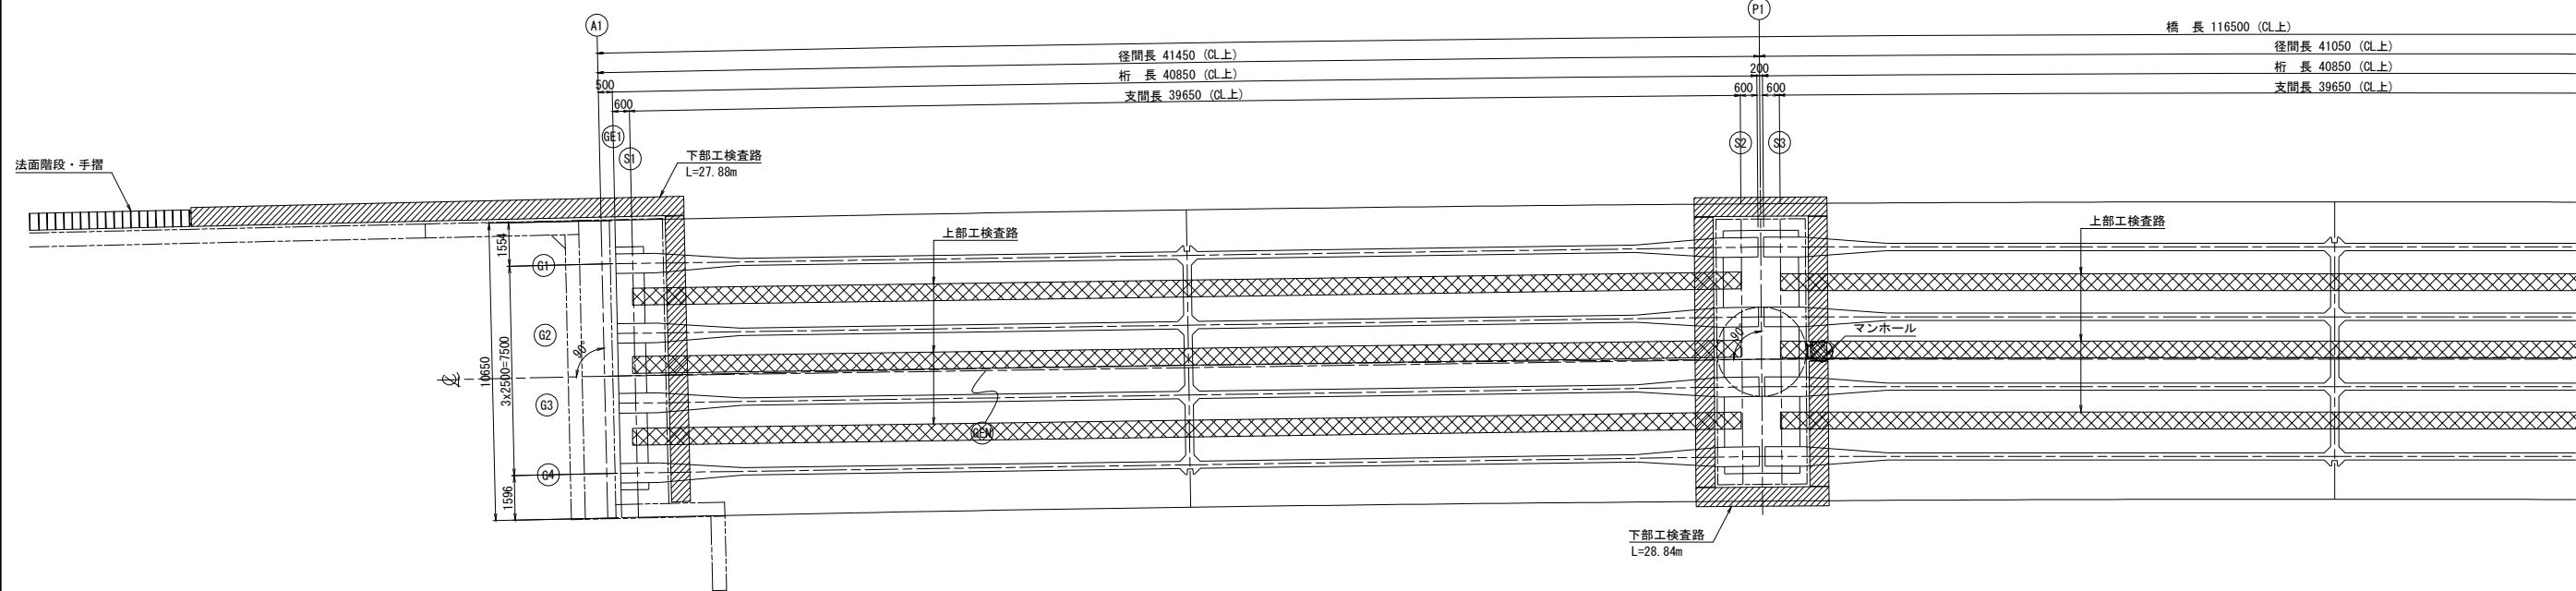 A1
P1
橋　長 116500 (CL上)
径間長 41450 (CL上)
径間長 41050 (CL上)
桁　長 40850 (CL上)
200
桁　長 40850 (CL上)
500
支間長 39650 (CL上)
600
600
支間長 39650 (CL上)
600
GE1
S1
S2
S3
法面階段・手摺
下部工検査路
L=27.88m
上部工検査路
上部工検査路
1554
G1
G2
90°
90°
マンホール
10650
3x2500=7500
G3
GEN
G4
1596
下部工検査路
L=28.84m